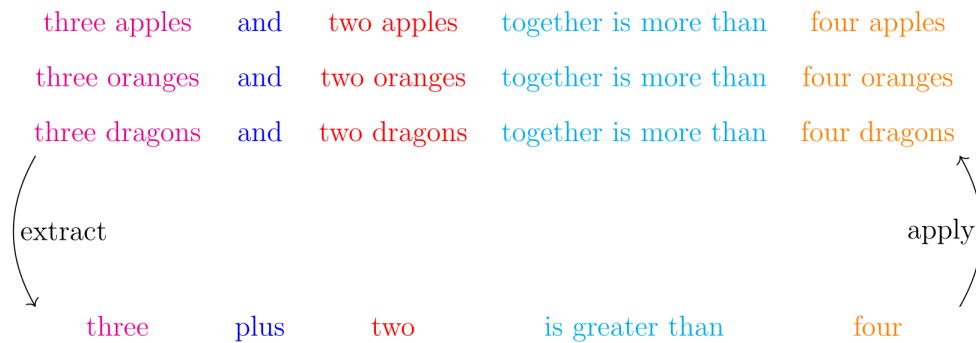 three apples and two apples together is more than four apples
three oranges and two oranges together is more than four oranges
three dragons and two dragons together is more than four dragons
extract apply
three plus two is greater than four